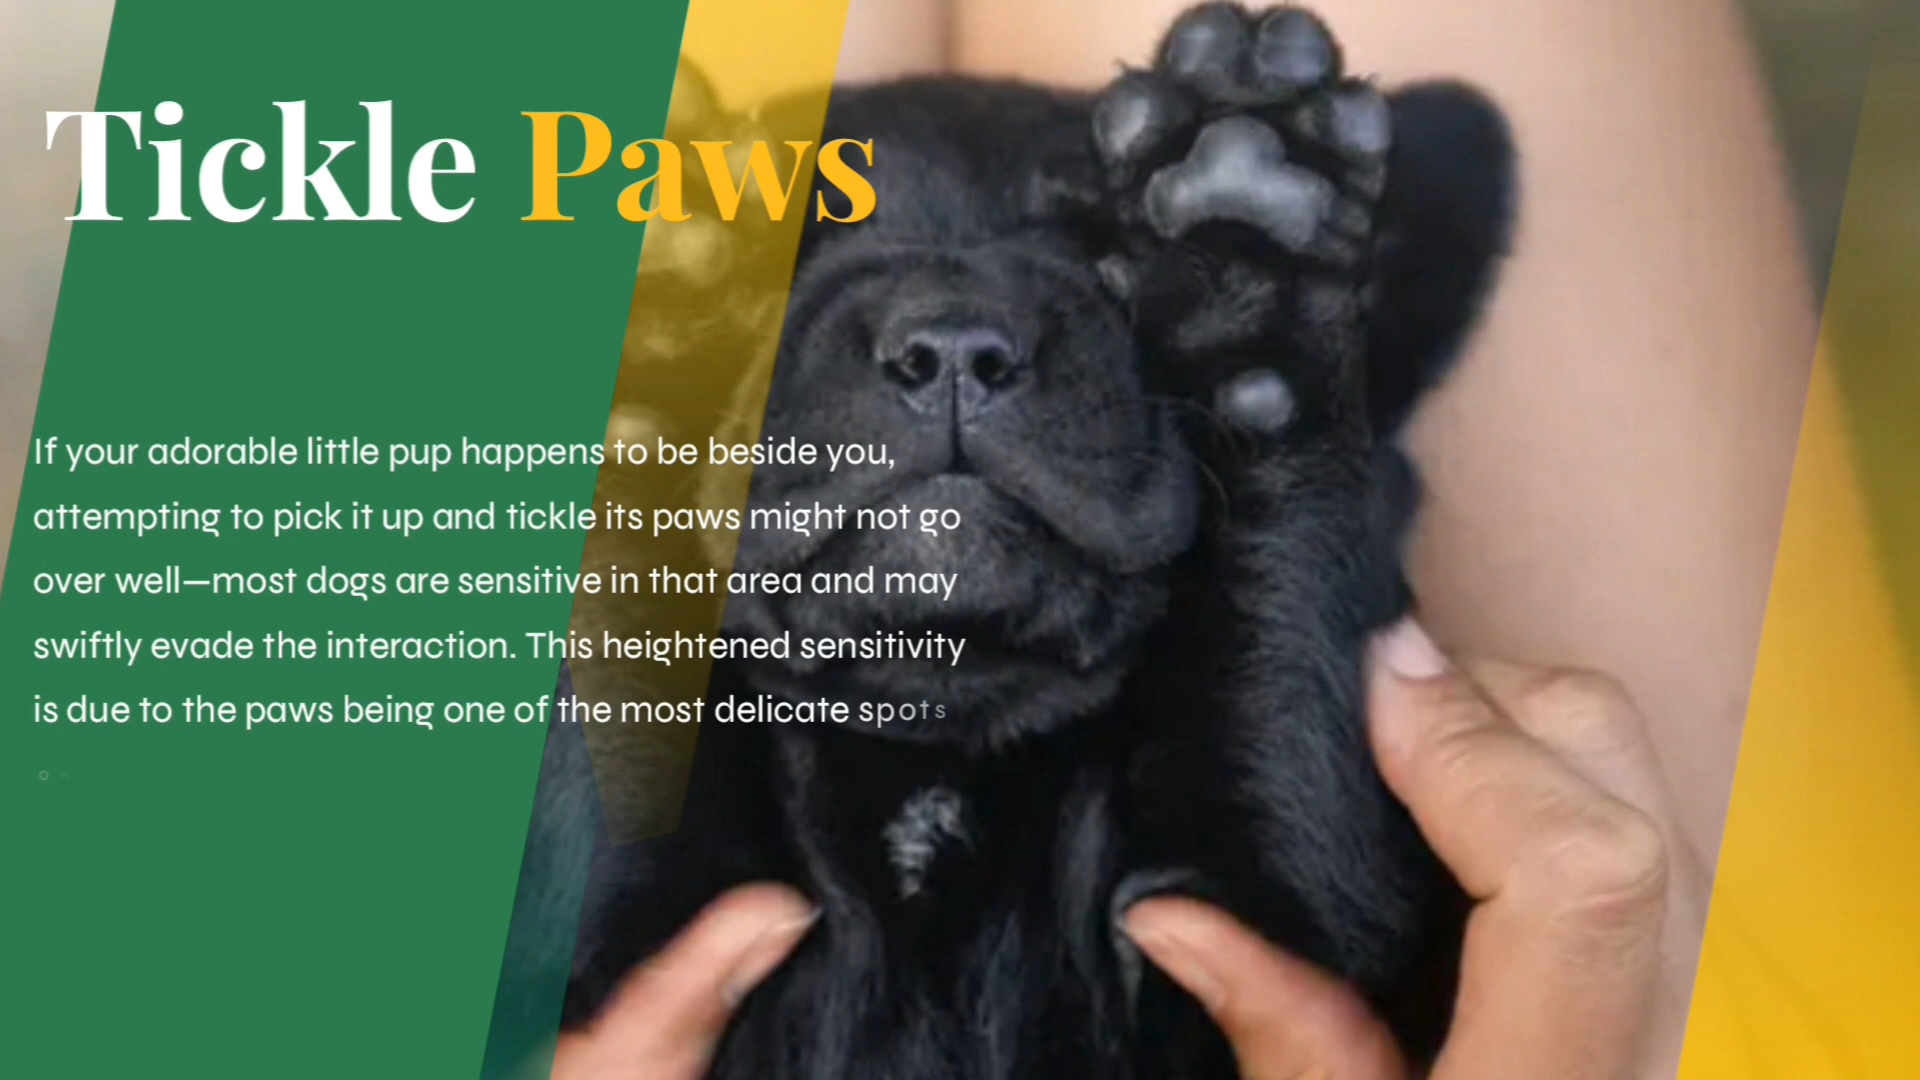 Tickle Paws
If your adorable little pup happens to be beside you,
attempting to pick it up and tickle its paws might not go
over well—most dogs are sensitive in that area and may
swiftly evade the interaction. This heightened sensitivity
is due to the paws being one of the most delicate spots
on